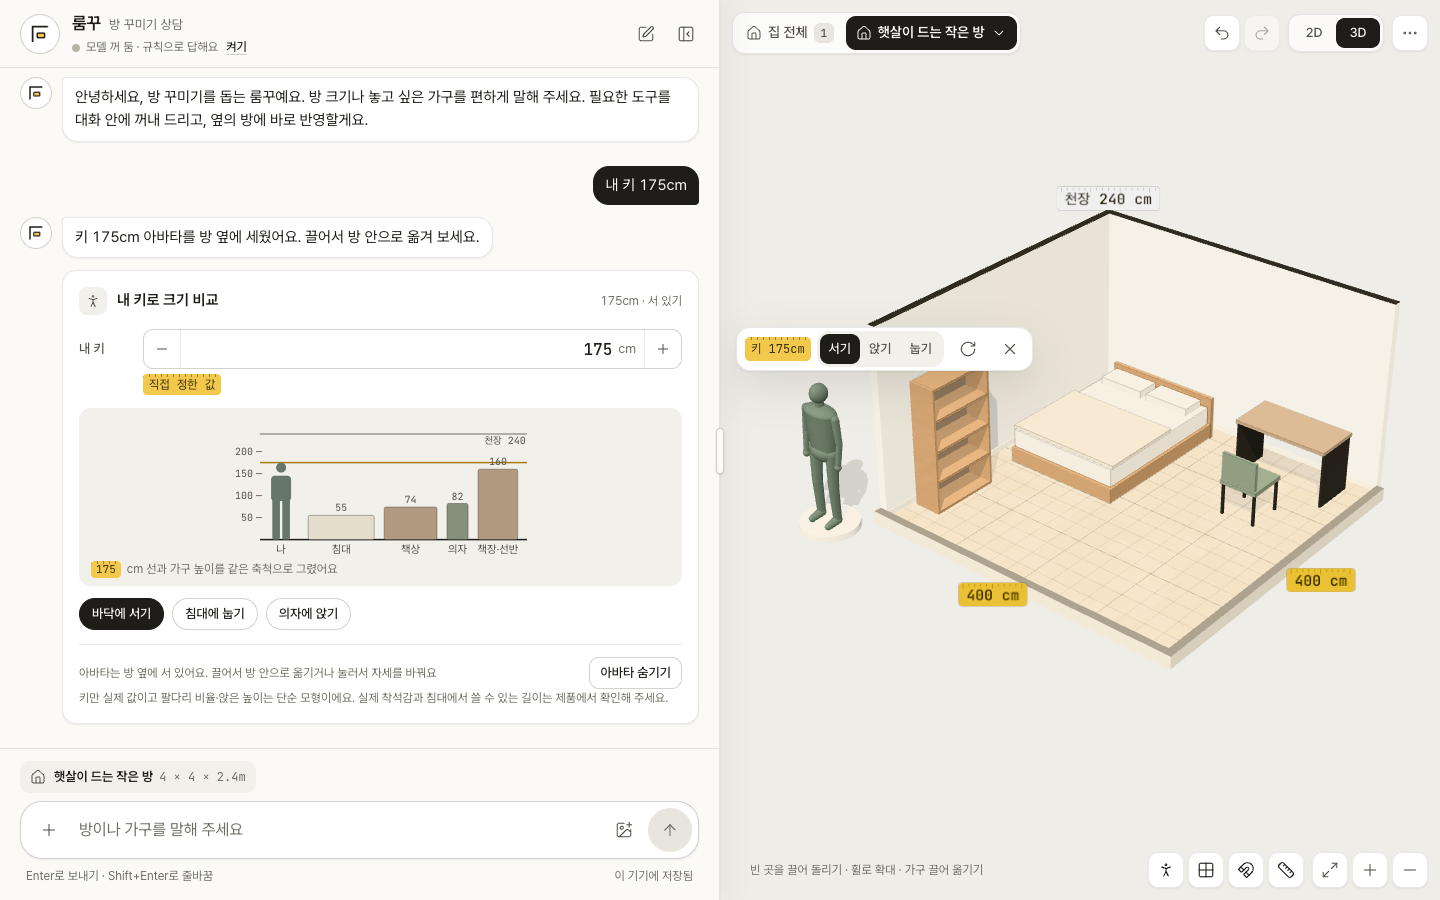 룸꾸 방 꾸미기 상담
모델 꺼 둠 · 규칙으로 답해요 켜기
안녕하세요, 방 꾸미기를 돕는 룸꾸예요. 방 크기나 놓고 싶은 가구를 편하게 말해 주세요. 필요한 도구를
대화 안에 꺼내 드리고, 옆의 방에 바로 반영할게요.
내 키 175cm
키 175cm 아바타를 방 옆에 세웠어요. 끌어서 방 안으로 옮겨 보세요.
내 키로 크기 비교
175cm · 서 있기
내 키
175 cm
직접 정한 값
천장 240
200
150
100
50
160
55
74
82
나
침대
책상
의자
책장·선반
175 cm 선과 가구 높이를 같은 축척으로 그렸어요
바닥에 서기
침대에 눕기
의자에 앉기
아바타는 방 옆에 서 있어요. 끌어서 방 안으로 옮기거나 눌러서 자세를 바꿔요
아바타 숨기기
키만 실제 값이고 팔다리 비율·앉은 높이는 단순 모형이에요. 실제 착석감과 침대에서 쓸 수 있는 길이는 제품에서 확인해 주세요.
햇살이 드는 작은 방 4 × 4 × 2.4m
방이나 가구를 말해 주세요
Enter로 보내기 · Shift+Enter로 줄바꿈
이 기기에 저장됨
집 전체 1
햇살이 드는 작은 방
2D
3D
천장 240 cm
키 175cm
서기
앉기
눕기
400 cm
400 cm
빈 곳을 끌어 돌리기 · 휠로 확대 · 가구 끌어 옮기기